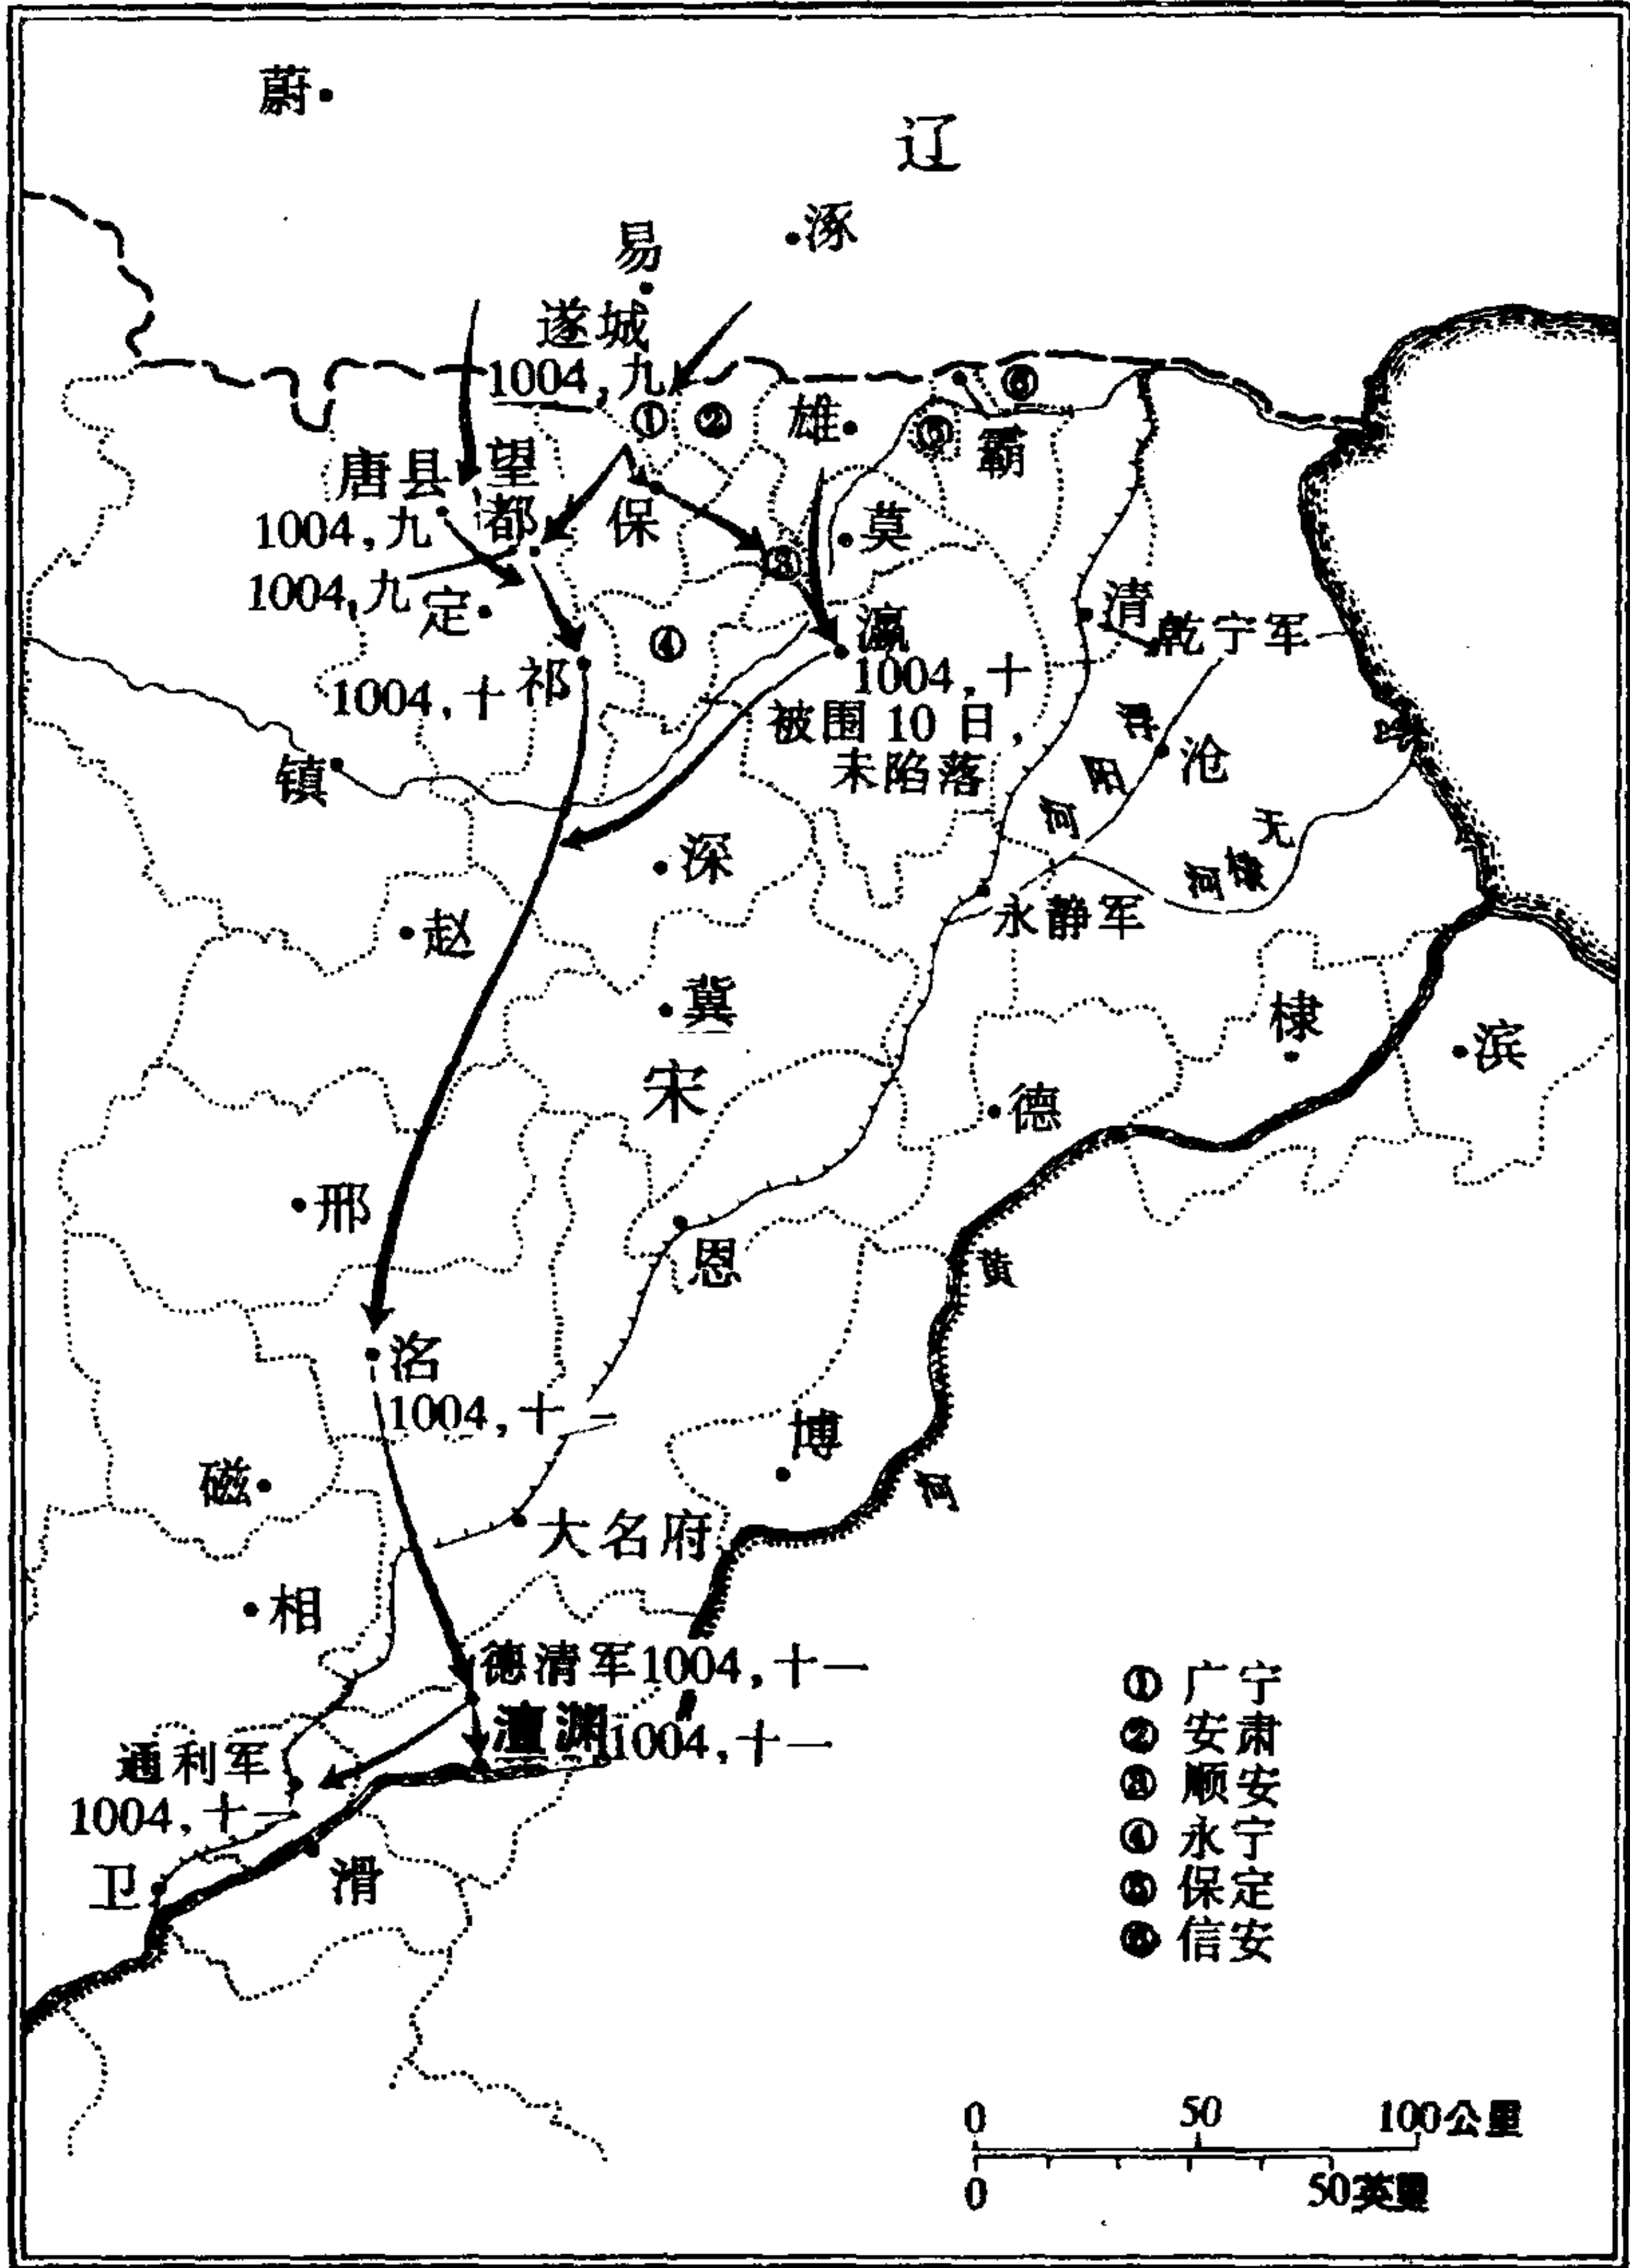 蔚
辽
易
涿
遂城
1004,九
①
②
雄
⑤
霸
⑥
唐县
1004,九
望
都
1004,九
保
③
莫
定
④
祁
1004,十
瀛
1004,十
被围 10 日,
未陷落
清
乾宁军
镇
沧
阳
河
无
棣
河
深
赵
永静军
冀
宋
棣
滨
德
邢
恩
黄
河
洺
1004,十一
博
磁
大名府
相
德清军1004,十一
澶渊1004,十一
通利军
1004,十一
卫
滑
① 广宁
② 安肃
③ 顺安
④ 永宁
⑤ 保定
⑥ 信安
0 50 100公里
0 50英里